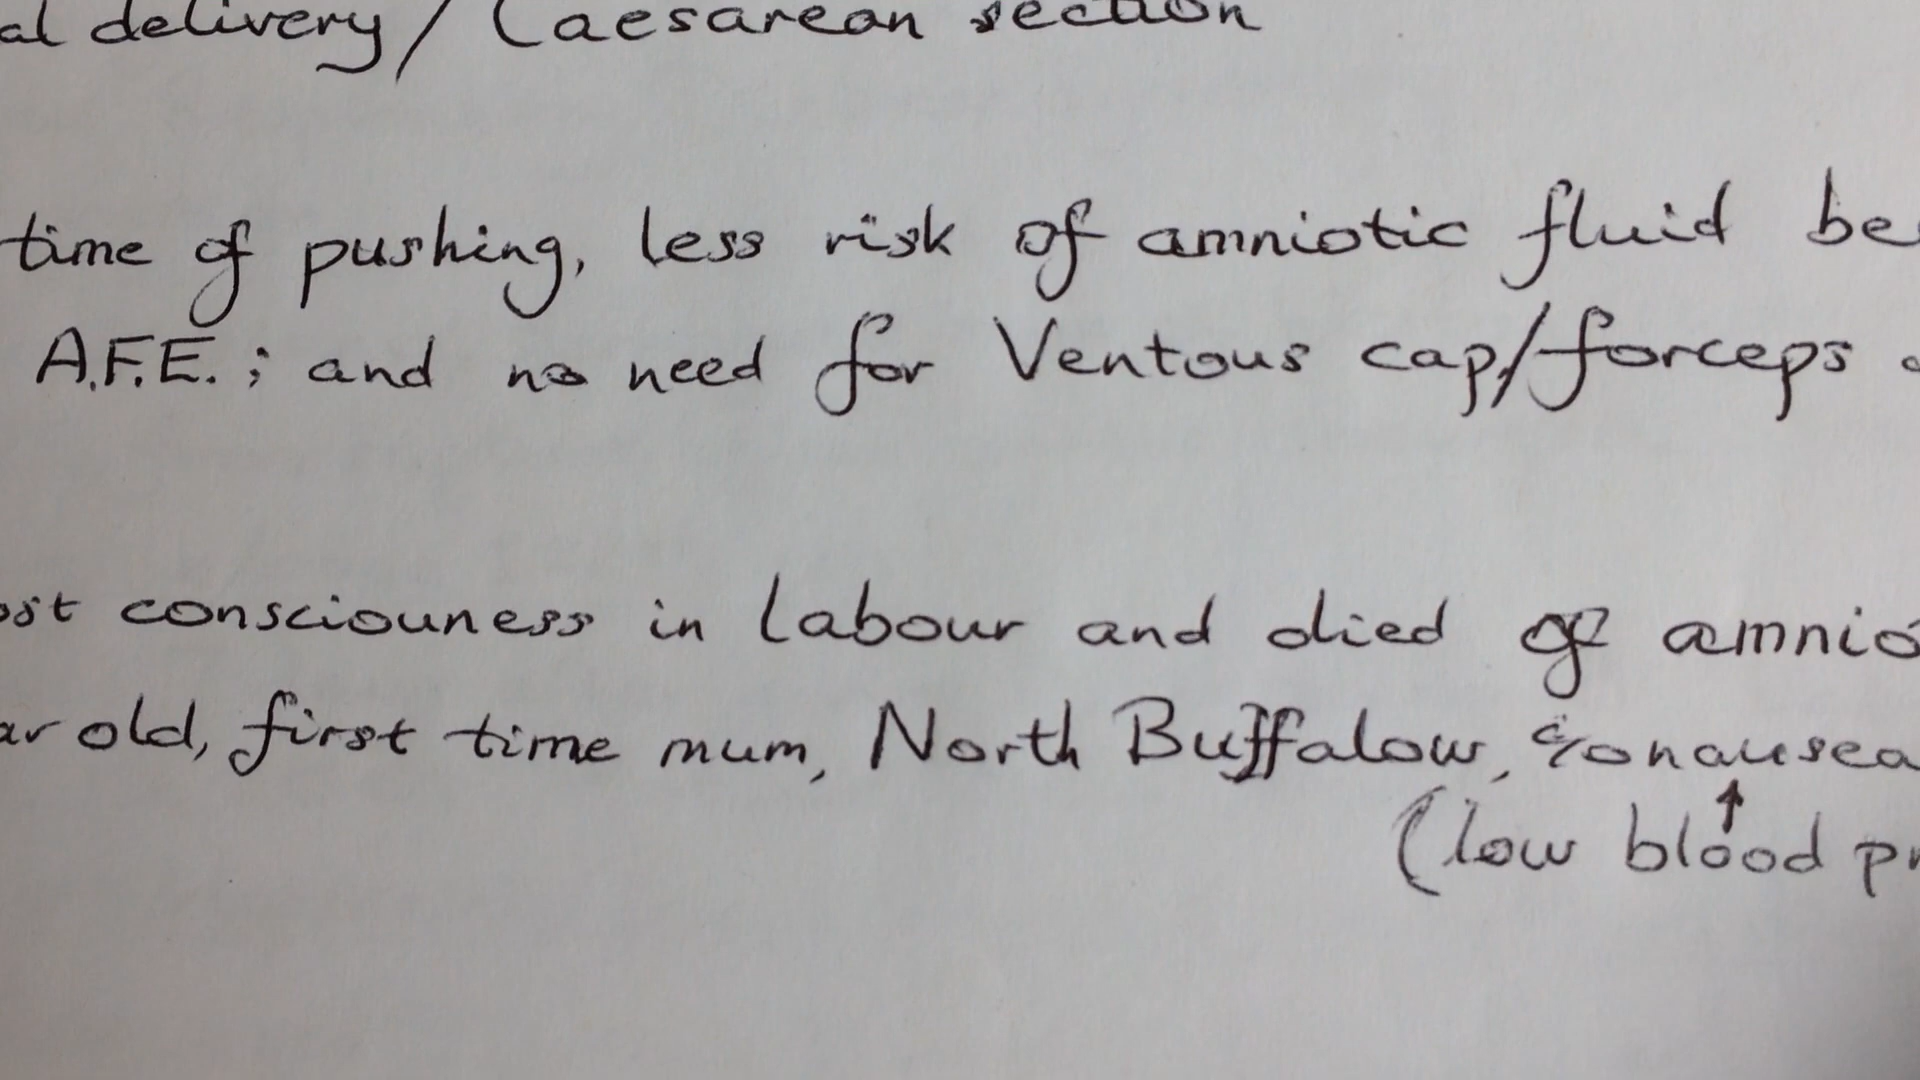 al delivery/Caesarean section
time of pushing, less risk of amniotic fluid be
A.F.E.; and no need for Ventous cap/forceps
ost consciouness in labour and died of amnio
ar old, first time mum, North Buffalow, c/o nausea
(low blood pr